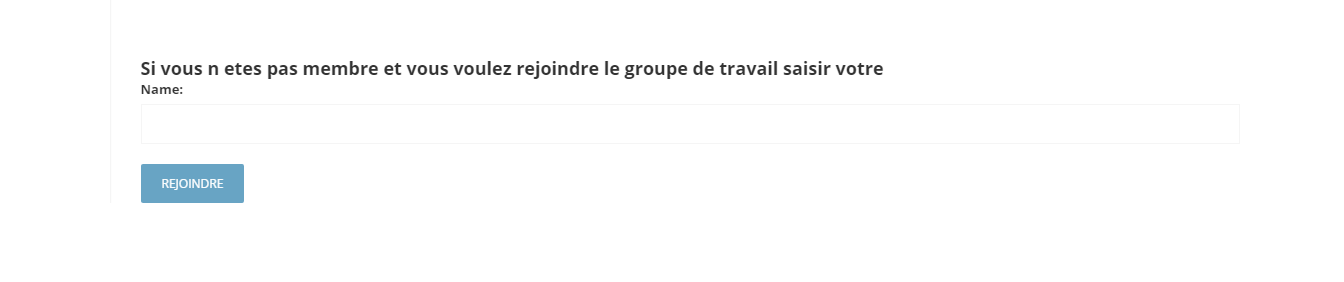 Si vous n etes pas membre et vous voulez rejoindre le groupe de travail saisir votre
Name:
REJOINDRE